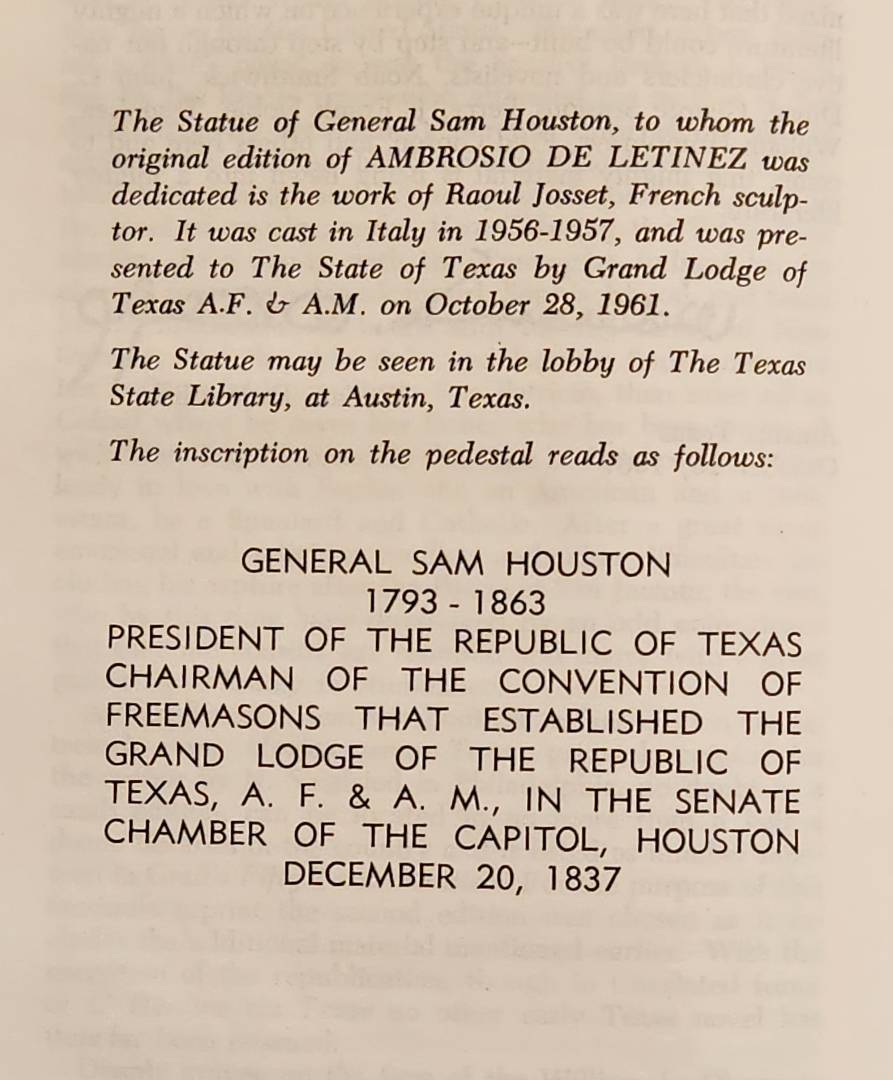 The Statue of General Sam Houston, to whom the
original edition of AMBROSIO DE LETINEZ was
dedicated is the work of Raoul Josset, French sculp-
tor. It was cast in Italy in 1956-1957, and was pre-
sented to The State of Texas by Grand Lodge of
Texas A.F. & A.M. on October 28, 1961.
The Statue may be seen in the lobby of The Texas
State Library, at Austin, Texas.
The inscription on the pedestal reads as follows:
GENERAL SAM HOUSTON
1793 - 1863
PRESIDENT OF THE REPUBLIC OF TEXAS
CHAIRMAN OF THE CONVENTION OF
FREEMASONS THAT ESTABLISHED THE
GRAND LODGE OF THE REPUBLIC OF
TEXAS, A. F. & A. M., IN THE SENATE
CHAMBER OF THE CAPITOL, HOUSTON
DECEMBER 20, 1837